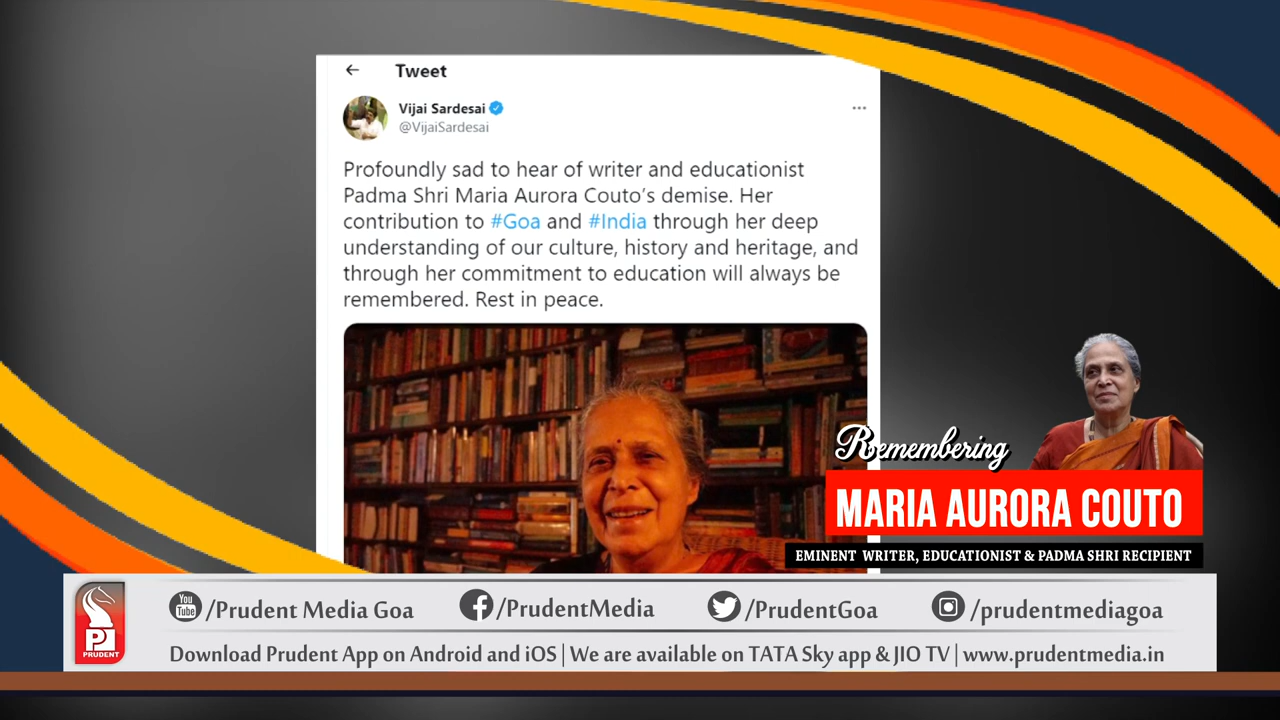 ← Tweet
Vijai Sardesai
@VijaiSardesai
Profoundly sad to hear of writer and educationist
Padma Shri Maria Aurora Couto's demise. Her
contribution to #Goa and #India through her deep
understanding of our culture, history and heritage, and
through her commitment to education will always be
remembered. Rest in peace.
Remembering
MARIA AURORA COUTO
EMINENT WRITER, EDUCATIONIST & PADMA SHRI RECIPIENT
PRUDENT
You Tube /Prudent Media Goa /PrudentMedia /PrudentGoa /prudentmediagoa
Download Prudent App on Android and iOS | We are available on TATA Sky app & JIO TV | www.prudentmedia.in